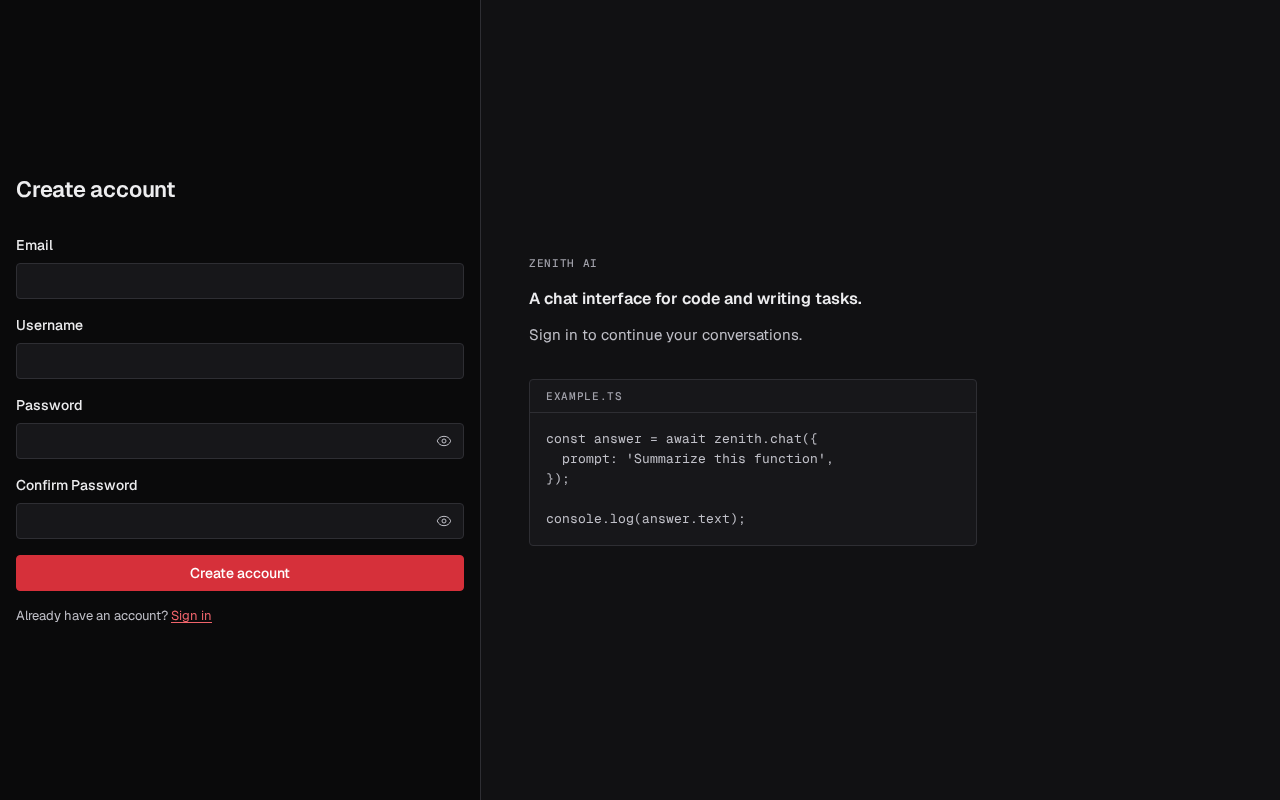 Create account
Email
Username
Password
Confirm Password
Create account
Already have an account? Sign in
ZENITH AI
A chat interface for code and writing tasks.
Sign in to continue your conversations.
EXAMPLE.TS
const answer = await zenith.chat({
  prompt: 'Summarize this function',
});
console.log(answer.text);